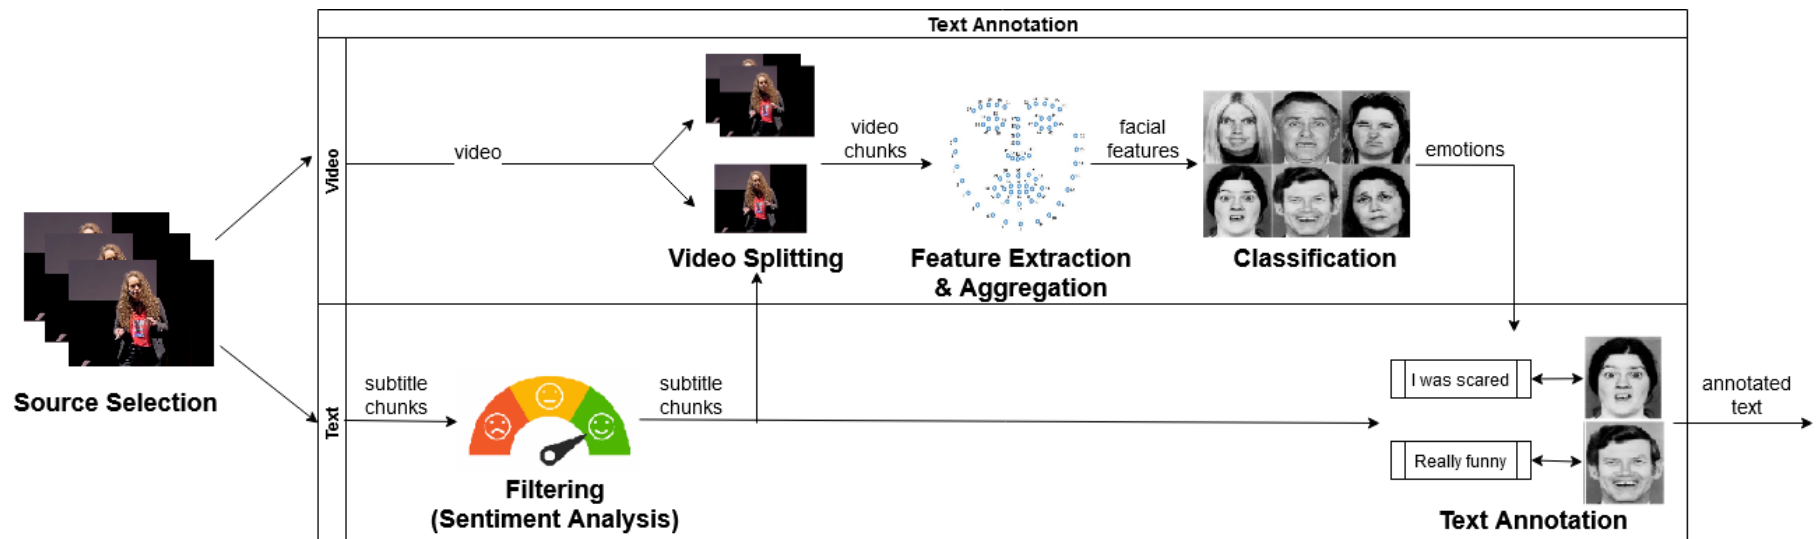 Text Annotation
Video
video
video
chunks
facial
features
emotions
Video Splitting
Feature Extraction
& Aggregation
Classification
Source Selection
Text
subtitle
chunks
subtitle
chunks
Filtering
(Sentiment Analysis)
I was scared
Really funny
Text Annotation
annotated
text